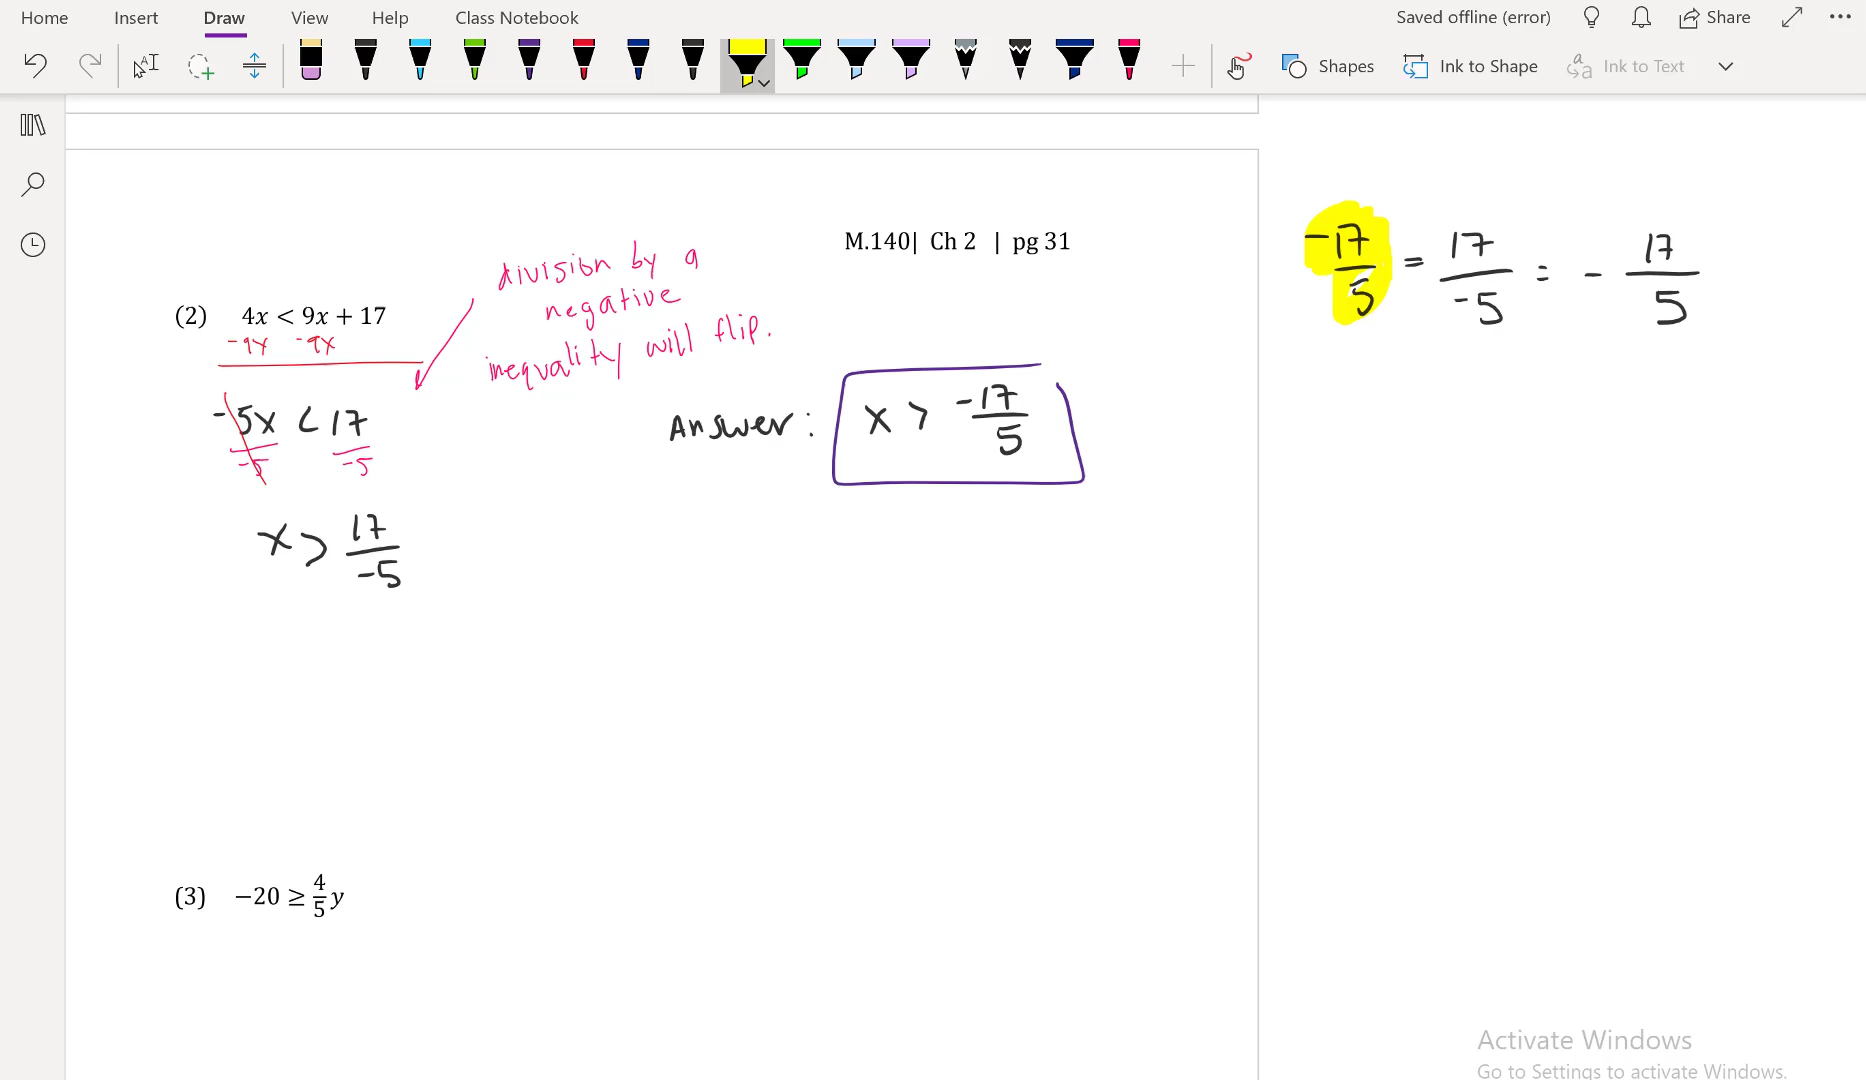 Home Insert Draw View Help Class Notebook
Saved offline (error) Share
Shapes Ink to Shape Ink to Text
M.140| Ch 2 | pg 31
division by a
negative
inequality will flip.
(2) 4x < 9x + 17
-9x -9x
-5x < 17
-5 -5
x > 17/-5
Answer: x > -17/5
-17/5 = 17/-5 = - 17/5
(3) −20 ≥ 4/5 y
Activate Windows
Go to Settings to activate Windows.